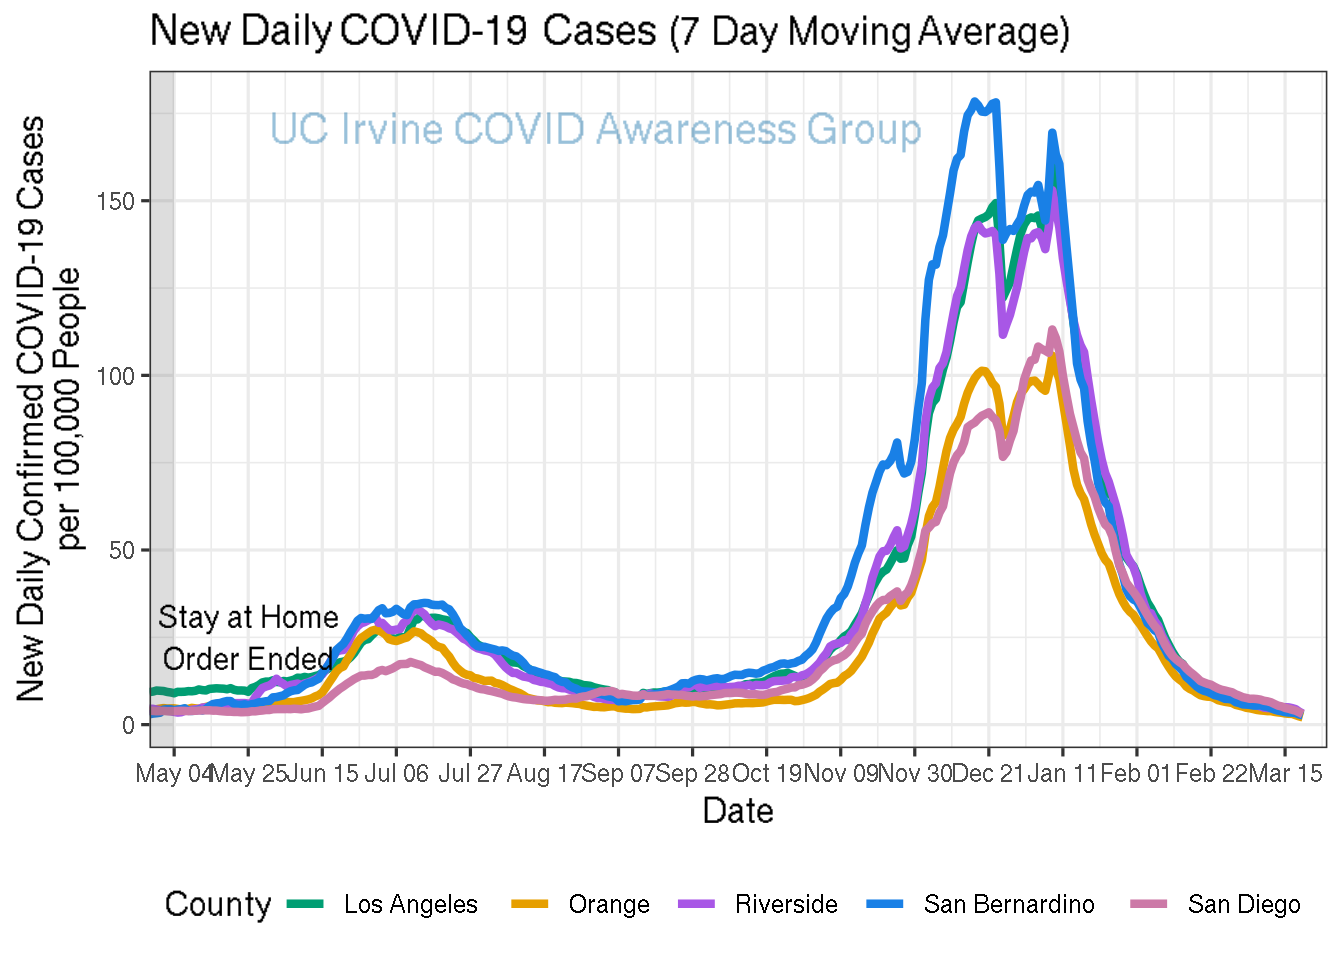 New Daily COVID-19 Cases (7 Day Moving Average)
UC Irvine COVID Awareness Group
New Daily Confirmed COVID-19 Cases
per 100,000 People
150
100
50
0
Stay at Home
Order Ended
May 04 May 25 Jun 15 Jul 06 Jul 27 Aug 17 Sep 07 Sep 28 Oct 19 Nov 09 Nov 30 Dec 21 Jan 11 Feb 01 Feb 22 Mar 15
Date
County Los Angeles Orange Riverside San Bernardino San Diego